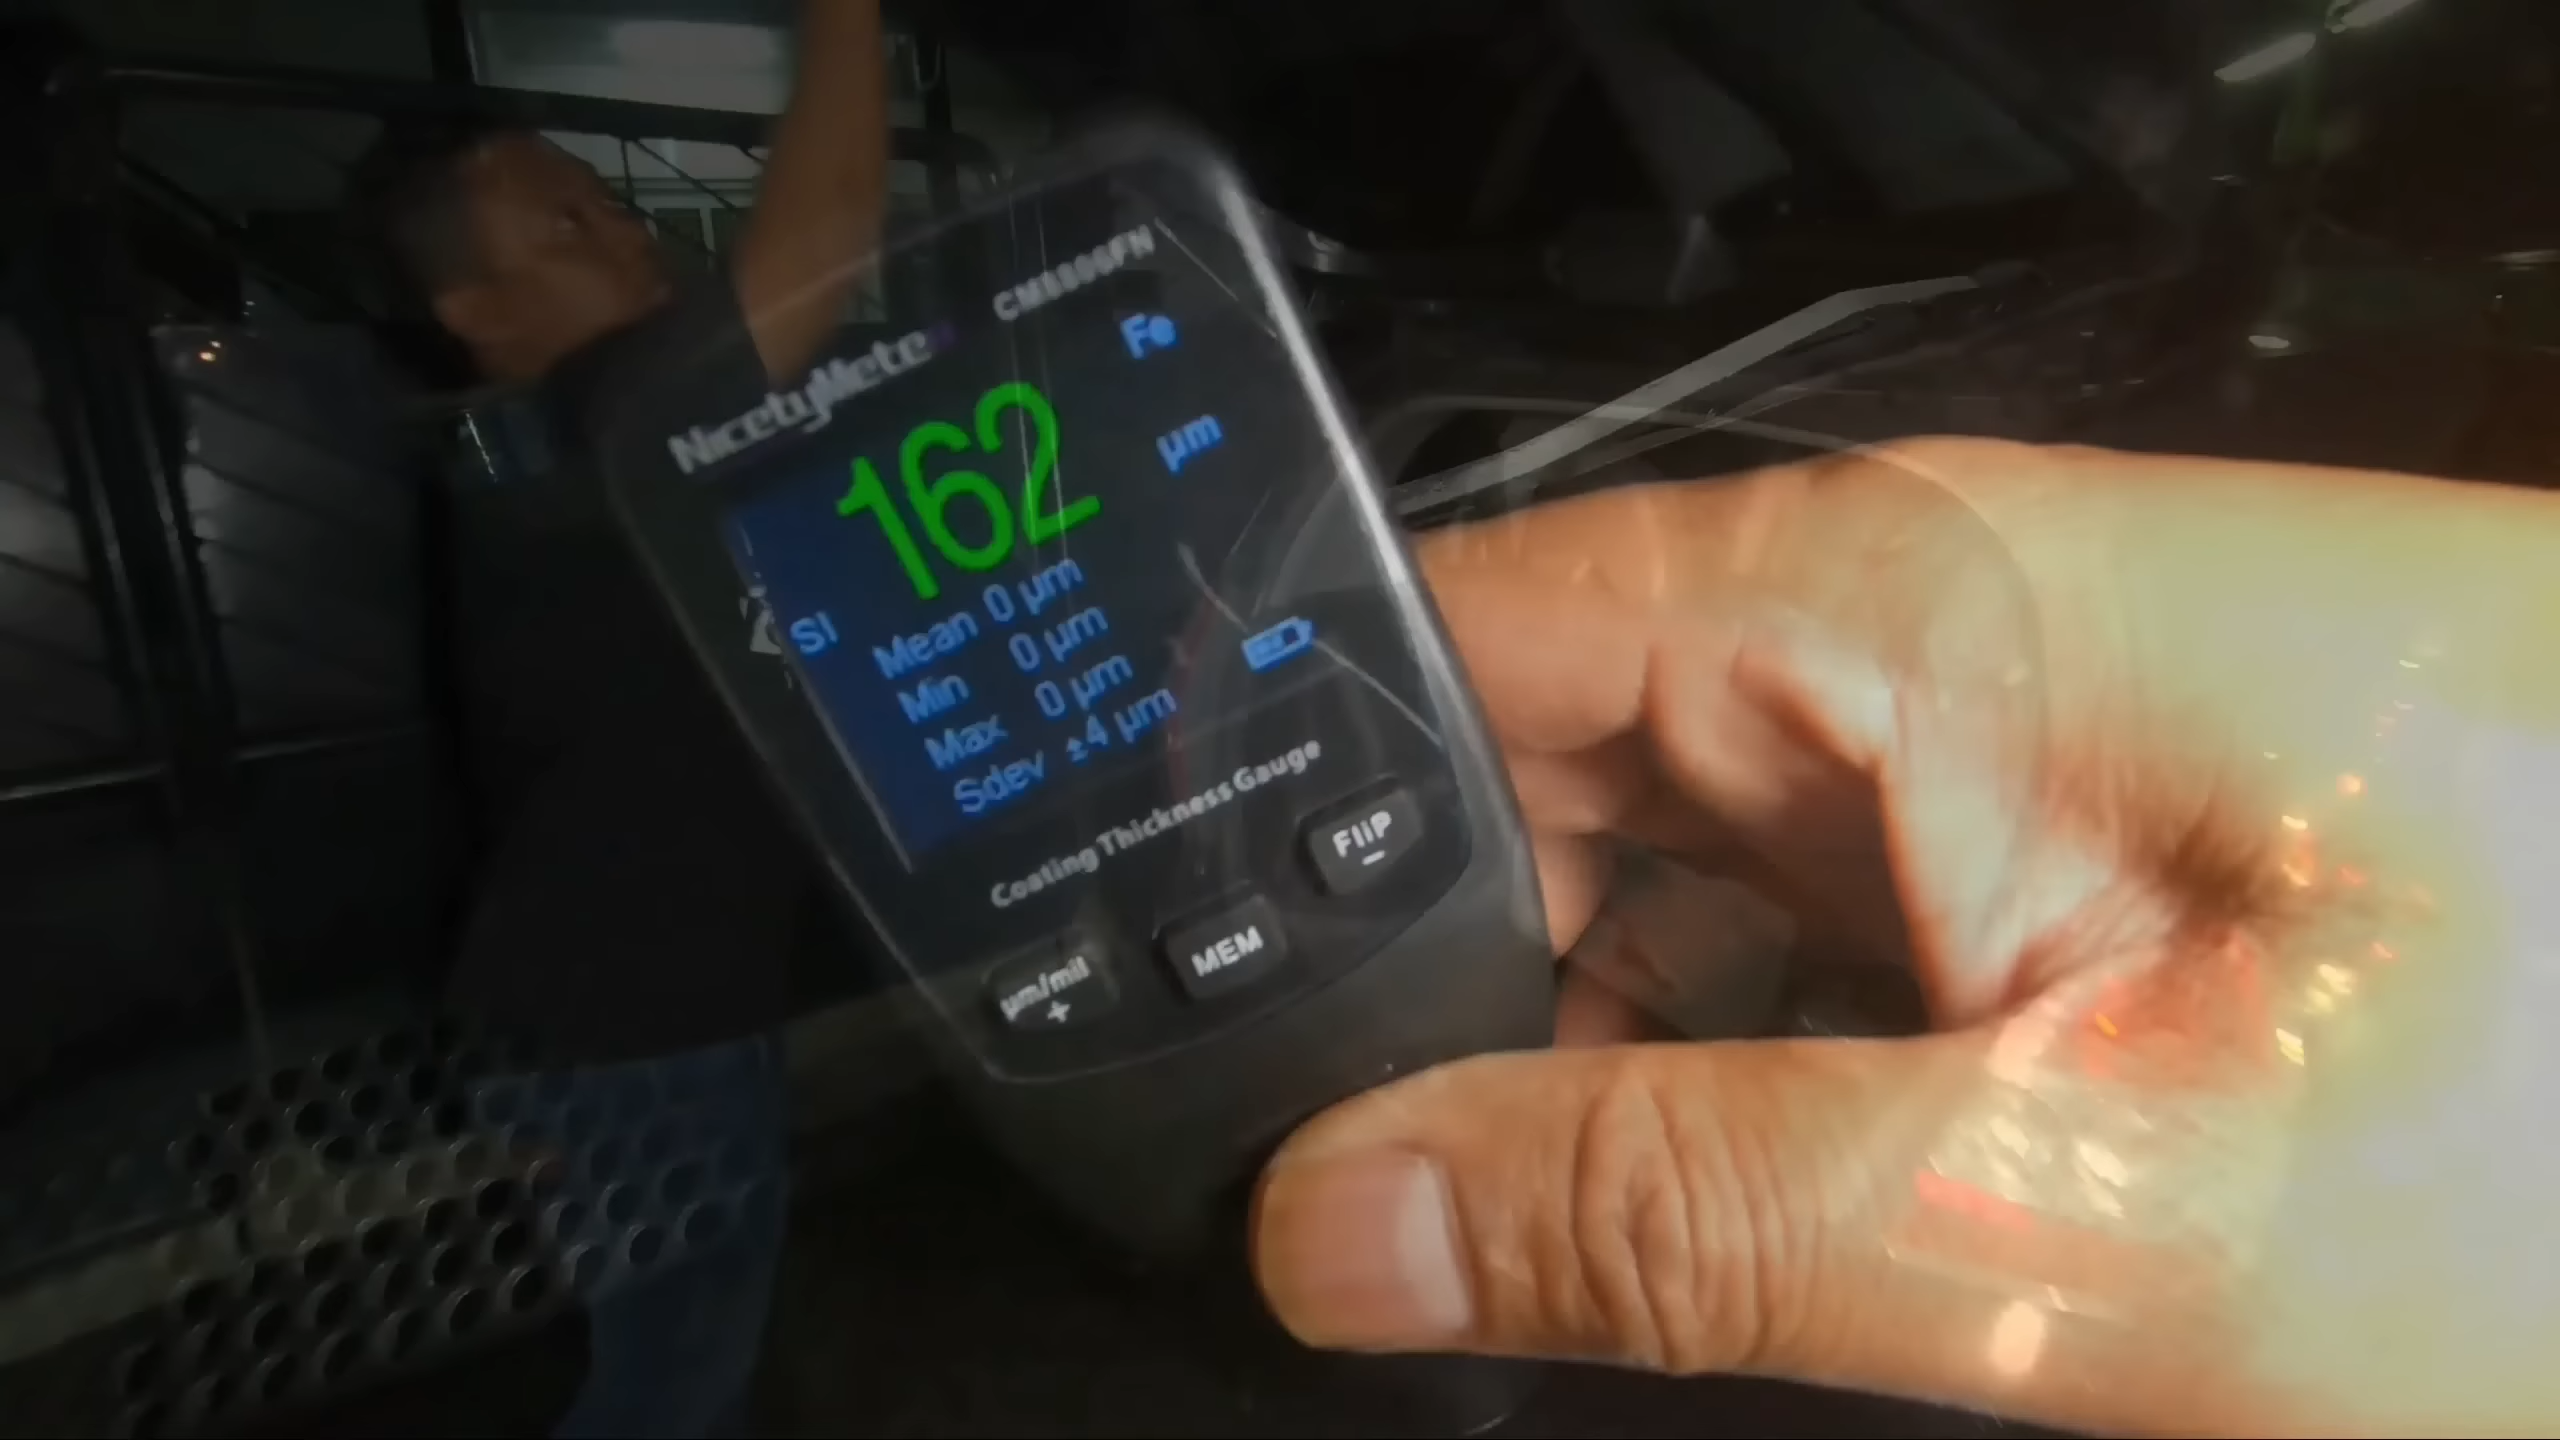 NicetyMeter
CM8806FN
Fe
162
µm
SI
Mean 0 µm
Min 0 µm
Max 0 µm
Sdev ±4 µm
Coating Thickness Gauge
µm/mil
+
MEM
FliP
–